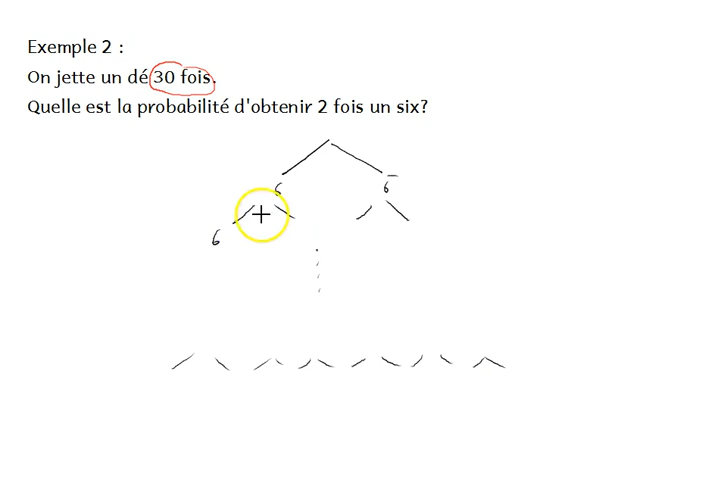 Exemple 2 :
On jette un dé 30 fois.
Quelle est la probabilité d'obtenir 2 fois un six?
6 6̅
6